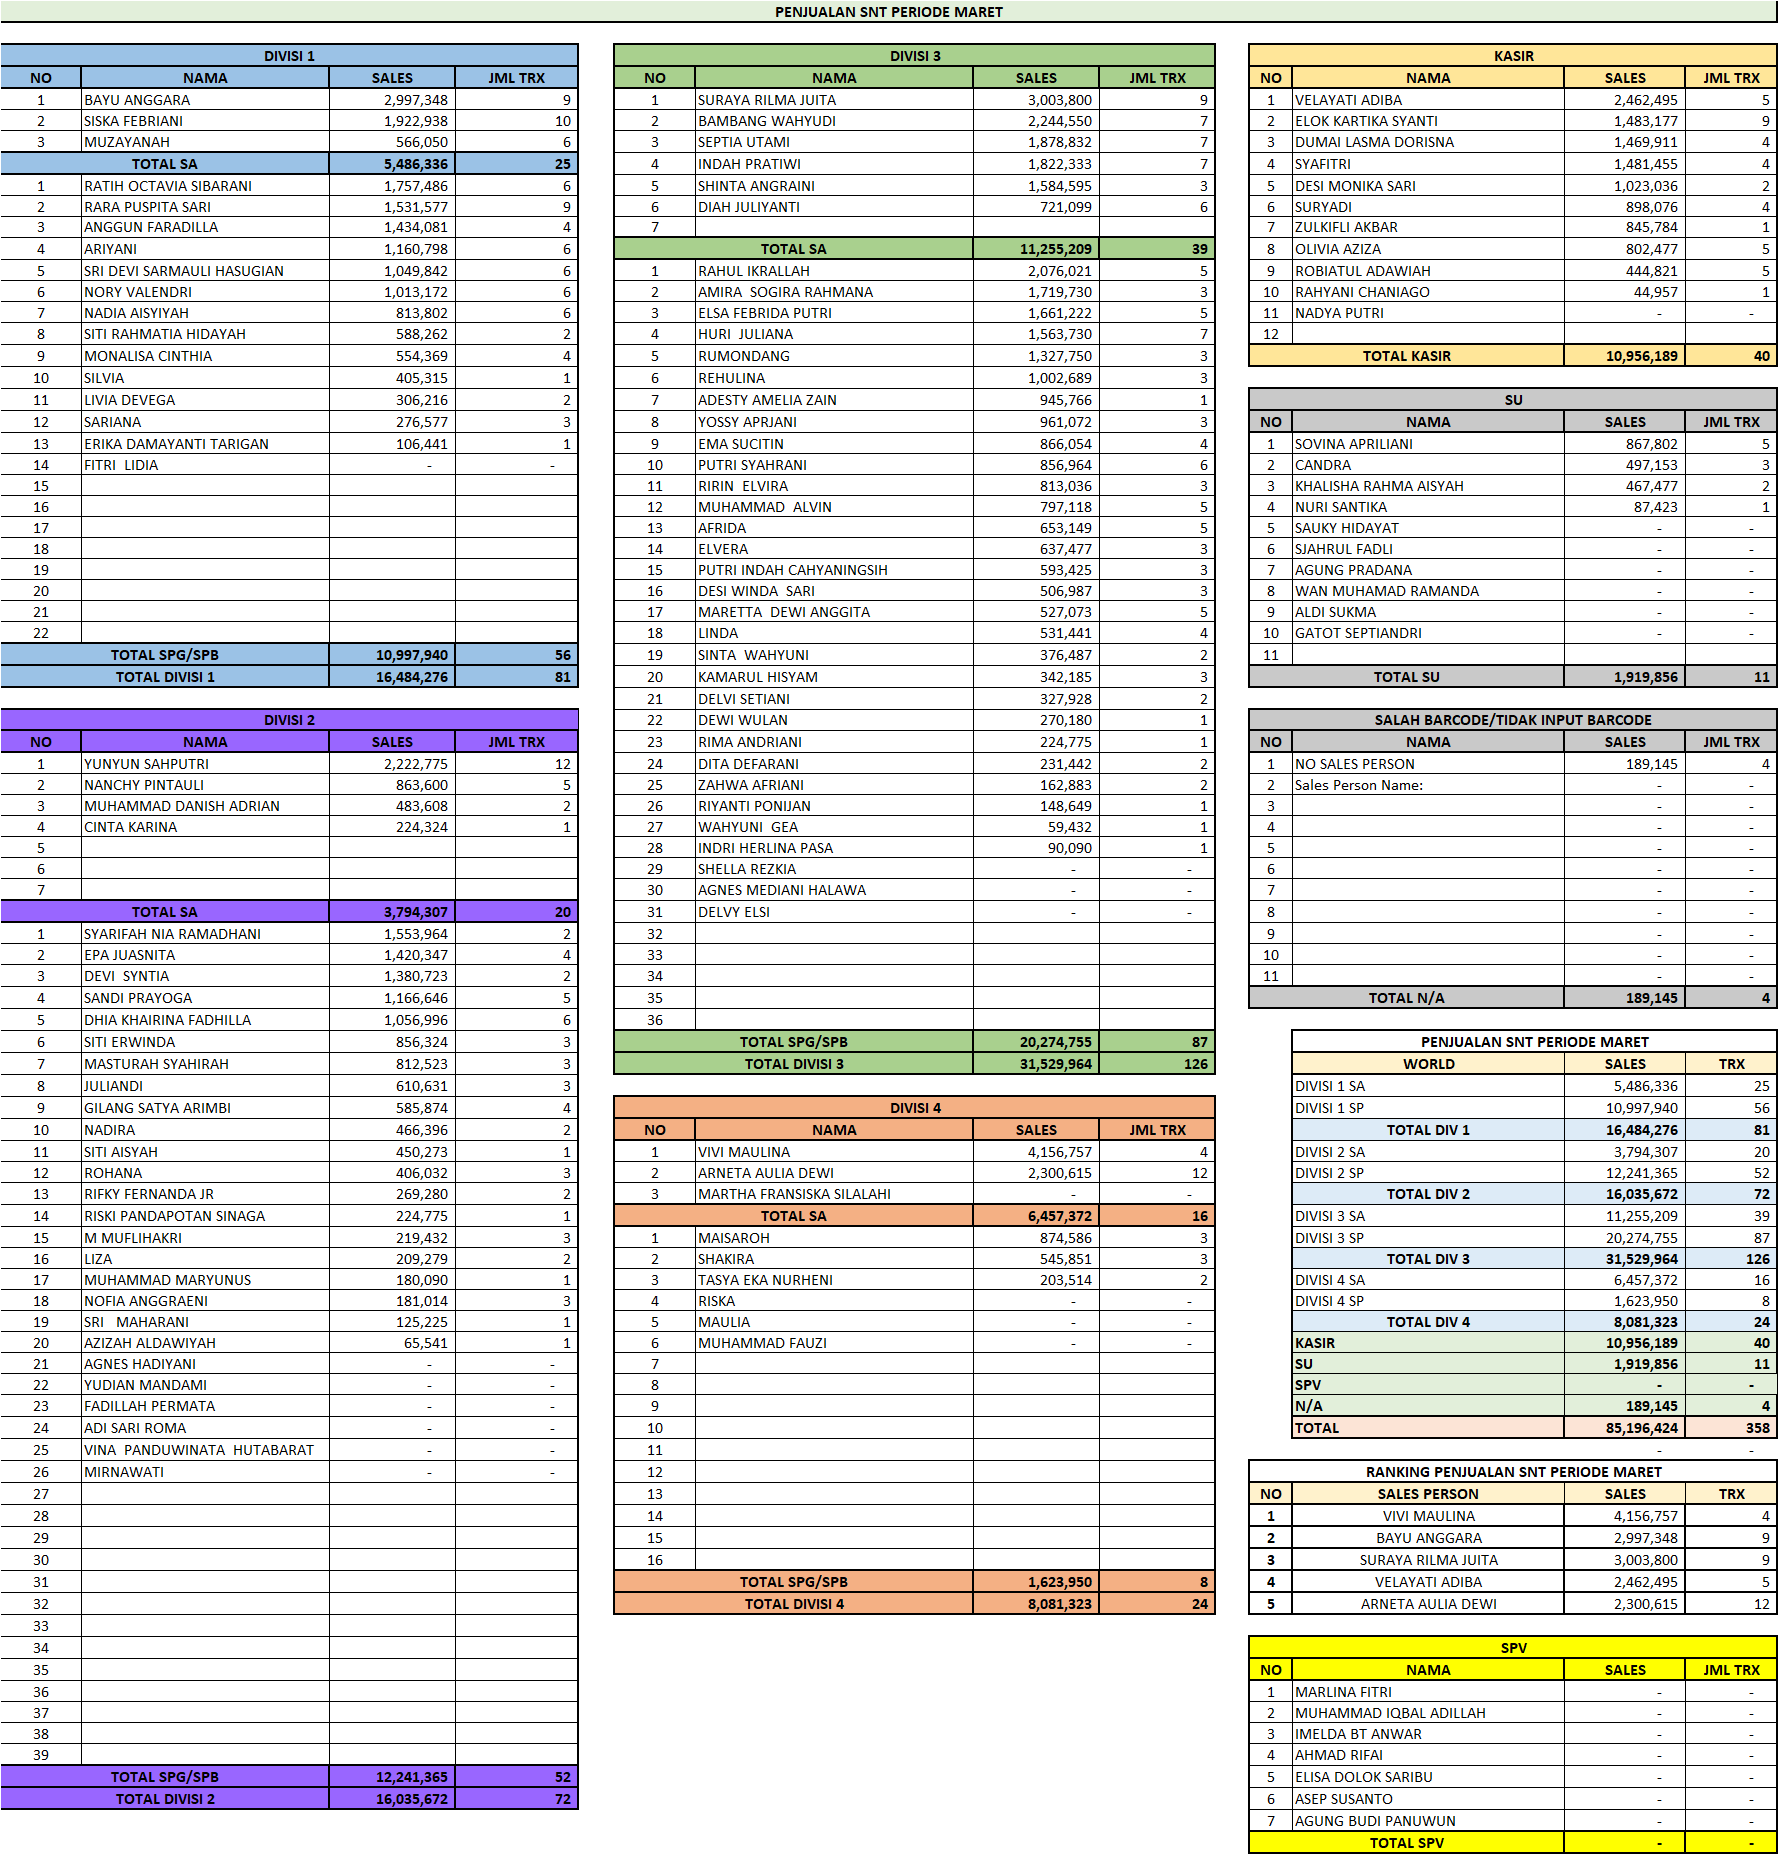 PENJUALAN SNT PERIODE MARET
DIVISI 1
NO NAMA SALES JML TRX
1 BAYU ANGGARA 2,997,348 9
2 SISKA FEBRIANI 1,922,938 10
3 MUZAYANAH 566,050 6
TOTAL SA 5,486,336 25
1 RATIH OCTAVIA SIBARANI 1,757,486 6
2 RARA PUSPITA SARI 1,531,577 9
3 ANGGUN FARADILLA 1,434,081 4
4 ARIYANI 1,160,798 6
5 SRI DEVI SARMAULI HASUGIAN 1,049,842 6
6 NORY VALENDRI 1,013,172 6
7 NADIA AISYIYAH 813,802 6
8 SITI RAHMATIA HIDAYAH 588,262 2
9 MONALISA CINTHIA 554,369 4
10 SILVIA 405,315 1
11 LIVIA DEVEGA 306,216 2
12 SARIANA 276,577 3
13 ERIKA DAMAYANTI TARIGAN 106,441 1
14 FITRI LIDIA - -
15
16
17
18
19
20
21
22
TOTAL SPG/SPB 10,997,940 56
TOTAL DIVISI 1 16,484,276 81
DIVISI 2
NO NAMA SALES JML TRX
1 YUNYUN SAHPUTRI 2,222,775 12
2 NANCHY PINTAULI 863,600 5
3 MUHAMMAD DANISH ADRIAN 483,608 2
4 CINTA KARINA 224,324 1
5
6
7
TOTAL SA 3,794,307 20
1 SYARIFAH NIA RAMADHANI 1,553,964 2
2 EPA JUASNITA 1,420,347 4
3 DEVI SYNTIA 1,380,723 2
4 SANDI PRAYOGA 1,166,646 5
5 DHIA KHAIRINA FADHILLA 1,056,996 6
6 SITI ERWINDA 856,324 3
7 MASTURAH SYAHIRAH 812,523 3
8 JULIANDI 610,631 3
9 GILANG SATYA ARIMBI 585,874 4
10 NADIRA 466,396 2
11 SITI AISYAH 450,273 1
12 ROHANA 406,032 3
13 RIFKY FERNANDA JR 269,280 2
14 RISKI PANDAPOTAN SINAGA 224,775 1
15 M MUFLIHAKRI 219,432 3
16 LIZA 209,279 2
17 MUHAMMAD MARYUNUS 180,090 1
18 NOFIA ANGGRAENI 181,014 3
19 SRI MAHARANI 125,225 1
20 AZIZAH ALDAWIYAH 65,541 1
21 AGNES HADIYANI - -
22 YUDIAN MANDAMI - -
23 FADILLAH PERMATA - -
24 ADI SARI ROMA - -
25 VINA PANDUWINATA HUTABARAT - -
26 MIRNAWATI - -
27
28
29
30
31
32
33
34
35
36
37
38
39
TOTAL SPG/SPB 12,241,365 52
TOTAL DIVISI 2 16,035,672 72
DIVISI 3
NO NAMA SALES JML TRX
1 SURAYA RILMA JUITA 3,003,800 9
2 BAMBANG WAHYUDI 2,244,550 7
3 SEPTIA UTAMI 1,878,832 7
4 INDAH PRATIWI 1,822,333 7
5 SHINTA ANGRAINI 1,584,595 3
6 DIAH JULIYANTI 721,099 6
7
TOTAL SA 11,255,209 39
1 RAHUL IKRALLAH 2,076,021 5
2 AMIRA SOGIRA RAHMANA 1,719,730 3
3 ELSA FEBRIDA PUTRI 1,661,222 5
4 HURI JULIANA 1,563,730 7
5 RUMONDANG 1,327,750 3
6 REHULINA 1,002,689 3
7 ADESTY AMELIA ZAIN 945,766 1
8 YOSSY APRJANI 961,072 3
9 EMA SUCITIN 866,054 4
10 PUTRI SYAHRANI 856,964 6
11 RIRIN ELVIRA 813,036 3
12 MUHAMMAD ALVIN 797,118 5
13 AFRIDA 653,149 5
14 ELVERA 637,477 3
15 PUTRI INDAH CAHYANINGSIH 593,425 3
16 DESI WINDA SARI 506,987 3
17 MARETTA DEWI ANGGITA 527,073 5
18 LINDA 531,441 4
19 SINTA WAHYUNI 376,487 2
20 KAMARUL HISYAM 342,185 3
21 DELVI SETIANI 327,928 2
22 DEWI WULAN 270,180 1
23 RIMA ANDRIANI 224,775 1
24 DITA DEFARANI 231,442 2
25 ZAHWA AFRIANI 162,883 2
26 RIYANTI PONIJAN 148,649 1
27 WAHYUNI GEA 59,432 1
28 INDRI HERLINA PASA 90,090 1
29 SHELLA REZKIA - -
30 AGNES MEDIANI HALAWA - -
31 DELVY ELSI - -
32
33
34
35
36
TOTAL SPG/SPB 20,274,755 87
TOTAL DIVISI 3 31,529,964 126
DIVISI 4
NO NAMA SALES JML TRX
1 VIVI MAULINA 4,156,757 4
2 ARNETA AULIA DEWI 2,300,615 12
3 MARTHA FRANSISKA SILALAHI - -
TOTAL SA 6,457,372 16
1 MAISAROH 874,586 3
2 SHAKIRA 545,851 3
3 TASYA EKA NURHENI 203,514 2
4 RISKA - -
5 MAULIA - -
6 MUHAMMAD FAUZI - -
7
8
9
10
11
12
13
14
15
16
TOTAL SPG/SPB 1,623,950 8
TOTAL DIVISI 4 8,081,323 24
KASIR
NO NAMA SALES JML TRX
1 VELAYATI ADIBA 2,462,495 5
2 ELOK KARTIKA SYANTI 1,483,177 9
3 DUMAI LASMA DORISNA 1,469,911 4
4 SYAFITRI 1,481,455 4
5 DESI MONIKA SARI 1,023,036 2
6 SURYADI 898,076 4
7 ZULKIFLI AKBAR 845,784 1
8 OLIVIA AZIZA 802,477 5
9 ROBIATUL ADAWIAH 444,821 5
10 RAHYANI CHANIAGO 44,957 1
11 NADYA PUTRI - -
12
TOTAL KASIR 10,956,189 40
SU
NO NAMA SALES JML TRX
1 SOVINA APRILIANI 867,802 5
2 CANDRA 497,153 3
3 KHALISHA RAHMA AISYAH 467,477 2
4 NURI SANTIKA 87,423 1
5 SAUKY HIDAYAT - -
6 SJAHRUL FADLI - -
7 AGUNG PRADANA - -
8 WAN MUHAMAD RAMANDA - -
9 ALDI SUKMA - -
10 GATOT SEPTIANDRI - -
11
TOTAL SU 1,919,856 11
SALAH BARCODE/TIDAK INPUT BARCODE
NO NAMA SALES JML TRX
1 NO SALES PERSON 189,145 4
2 Sales Person Name: - -
3 - -
4 - -
5 - -
6 - -
7 - -
8 - -
9 - -
10 - -
11 - -
TOTAL N/A 189,145 4
PENJUALAN SNT PERIODE MARET
WORLD SALES TRX
DIVISI 1 SA 5,486,336 25
DIVISI 1 SP 10,997,940 56
TOTAL DIV 1 16,484,276 81
DIVISI 2 SA 3,794,307 20
DIVISI 2 SP 12,241,365 52
TOTAL DIV 2 16,035,672 72
DIVISI 3 SA 11,255,209 39
DIVISI 3 SP 20,274,755 87
TOTAL DIV 3 31,529,964 126
DIVISI 4 SA 6,457,372 16
DIVISI 4 SP 1,623,950 8
TOTAL DIV 4 8,081,323 24
KASIR 10,956,189 40
SU 1,919,856 11
SPV - -
N/A 189,145 4
TOTAL 85,196,424 358
- -
RANKING PENJUALAN SNT PERIODE MARET
NO SALES PERSON SALES TRX
1 VIVI MAULINA 4,156,757 4
2 BAYU ANGGARA 2,997,348 9
3 SURAYA RILMA JUITA 3,003,800 9
4 VELAYATI ADIBA 2,462,495 5
5 ARNETA AULIA DEWI 2,300,615 12
SPV
NO NAMA SALES JML TRX
1 MARLINA FITRI - -
2 MUHAMMAD IQBAL ADILLAH - -
3 IMELDA BT ANWAR - -
4 AHMAD RIFAI - -
5 ELISA DOLOK SARIBU - -
6 ASEP SUSANTO - -
7 AGUNG BUDI PANUWUN - -
TOTAL SPV - -